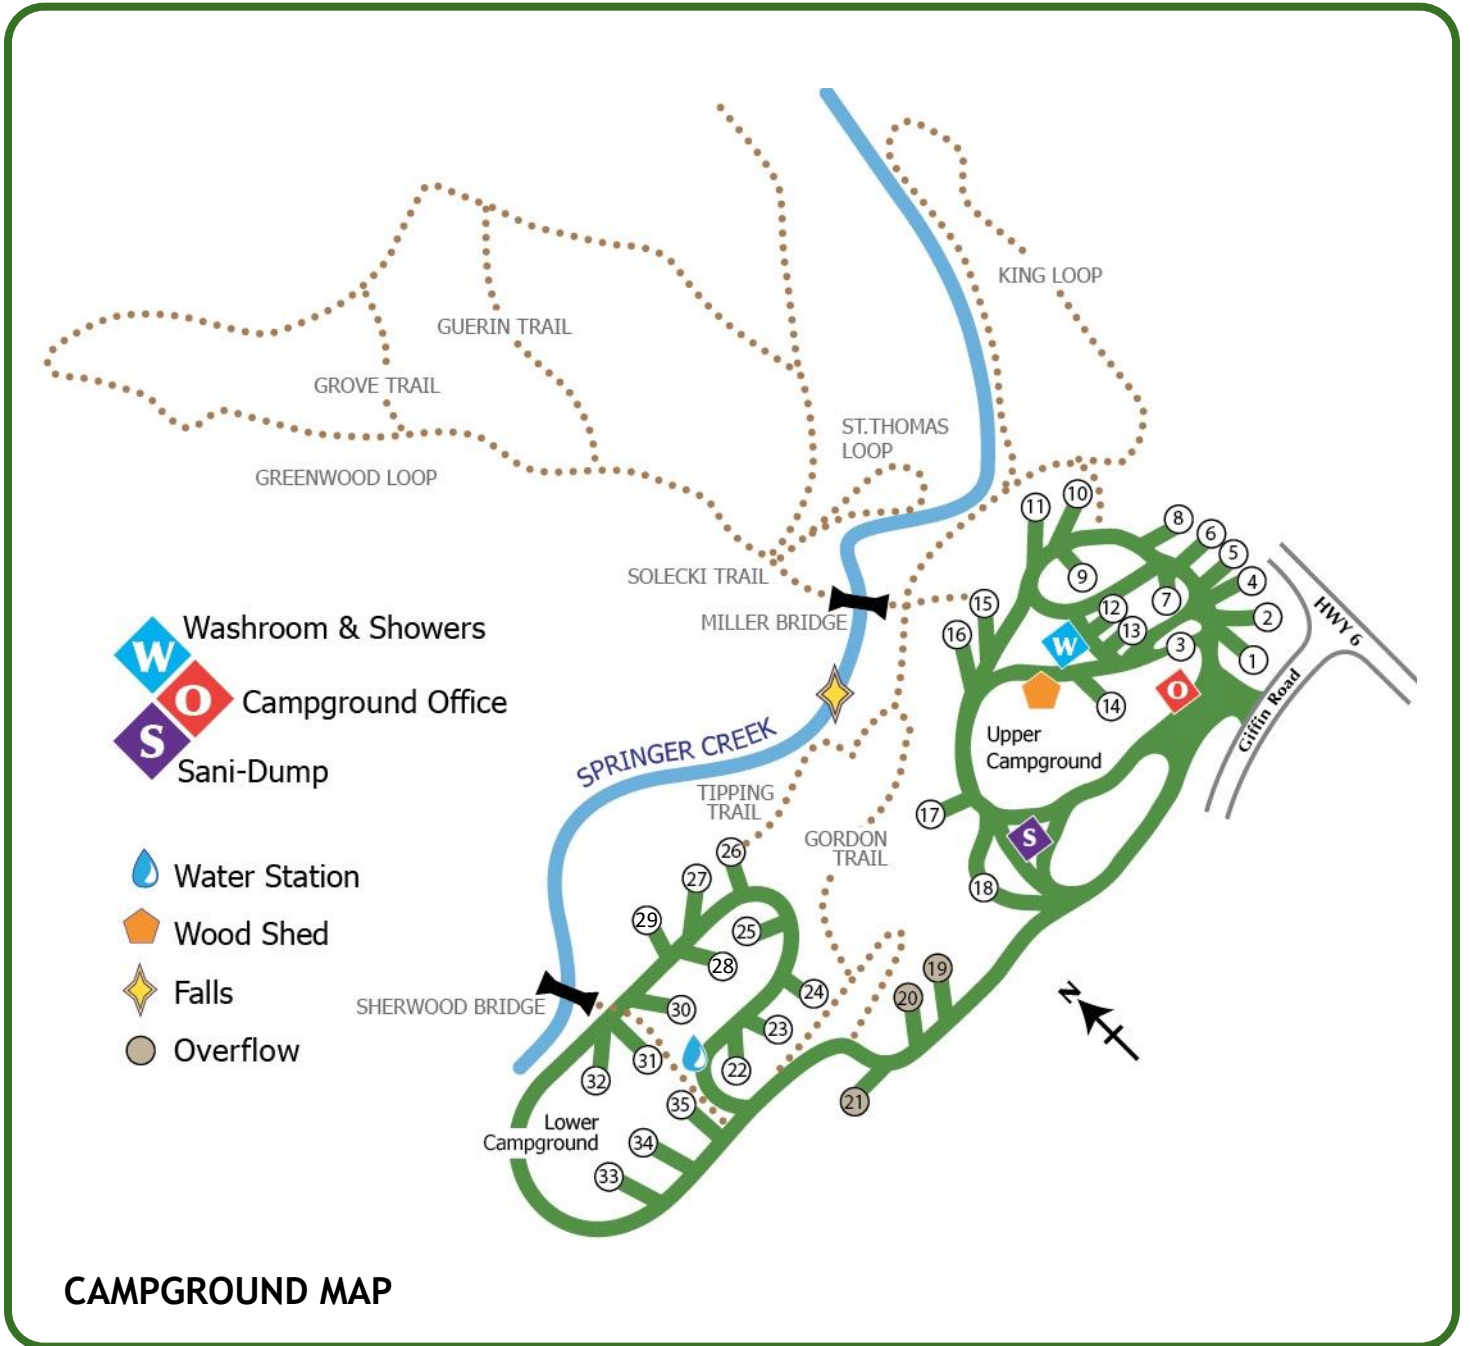 KING LOOP
GUERIN TRAIL
GROVE TRAIL
ST.THOMAS
LOOP
GREENWOOD LOOP
SOLECKI TRAIL
MILLER BRIDGE
11
10
8
6
5
4
2
1
9
7
12
13
3
15
16
W
O
14
HWY 6
Giffin Road
Upper
Campground
17
S
18
W
Washroom & Showers
O
Campground Office
S
Sani-Dump
Water Station
Wood Shed
Falls
Overflow
SPRINGER CREEK
TIPPING
TRAIL
GORDON
TRAIL
26
27
29
25
28
24
30
23
31
22
32
35
34
33
19
20
21
N
SHERWOOD BRIDGE
Lower
Campground
CAMPGROUND MAP